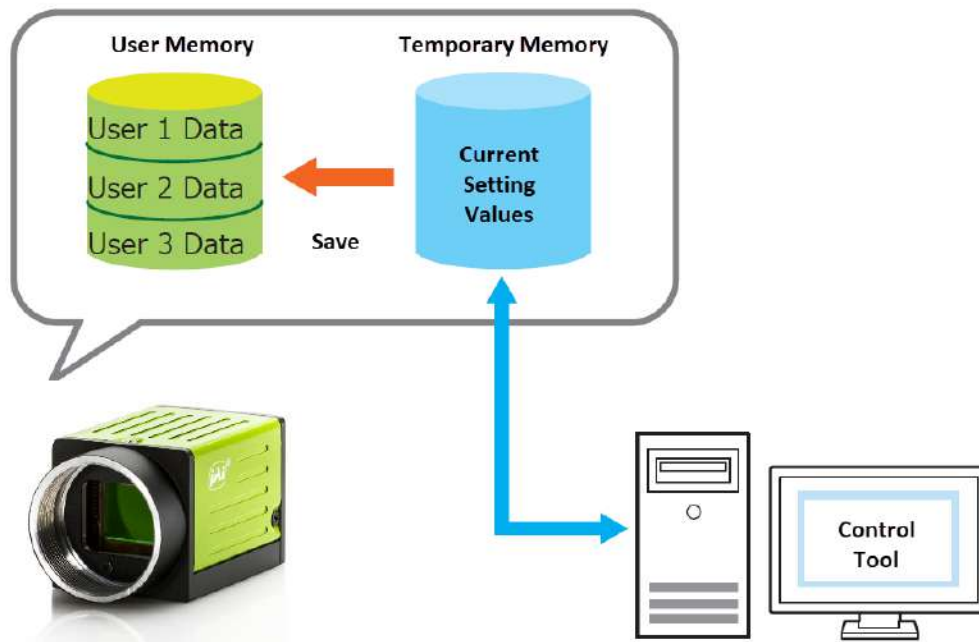 User Memory
Temporary Memory
User 1 Data
User 2 Data
User 3 Data
Current
Setting
Values
Save
JAi
Control
Tool